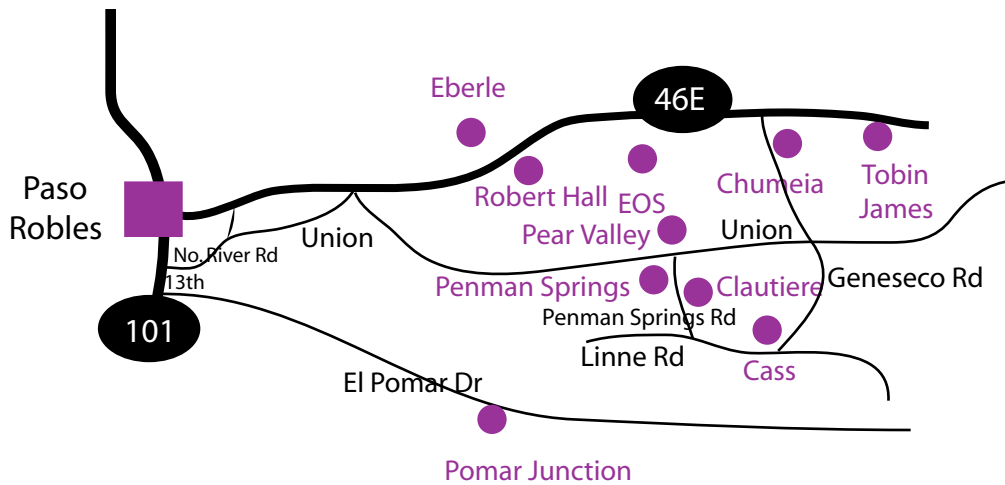 Eberle
46E
Paso
Robles
Robert Hall
EOS
Chumeia
Tobin
James
No. River Rd
Union
Pear Valley
Union
13th
Penman Springs
Clautiere
Geneseco Rd
101
Penman Springs Rd
Linne Rd
El Pomar Dr
Cass
Pomar Junction